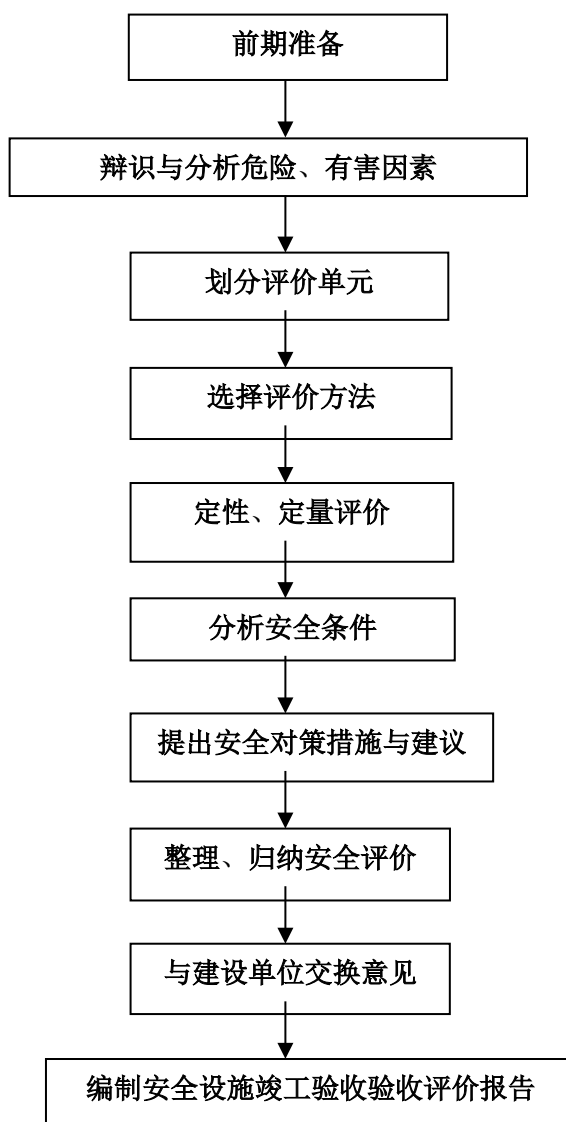 前期准备
辩识与分析危险、有害因素
划分评价单元
选择评价方法
定性、定量评价
分析安全条件
提出安全对策措施与建议
整理、归纳安全评价
与建设单位交换意见
编制安全设施竣工验收验收评价报告